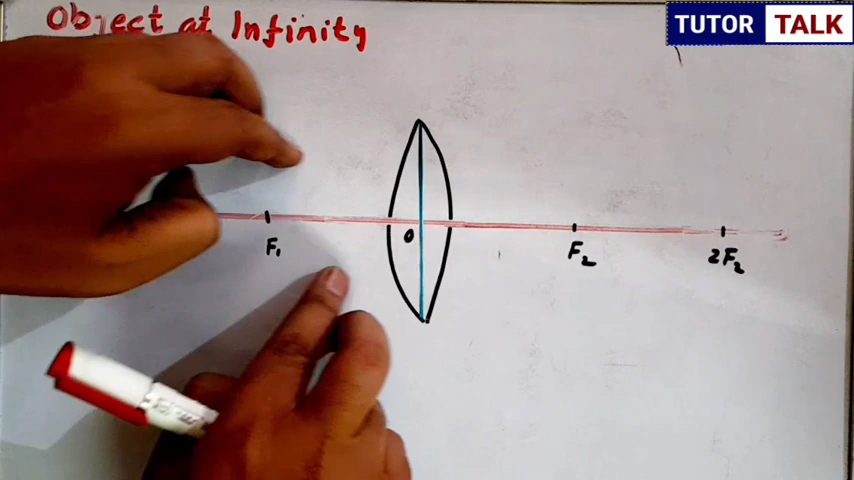 Object at Infinity
TUTOR TALK
O
F₁
F₂
2F₂